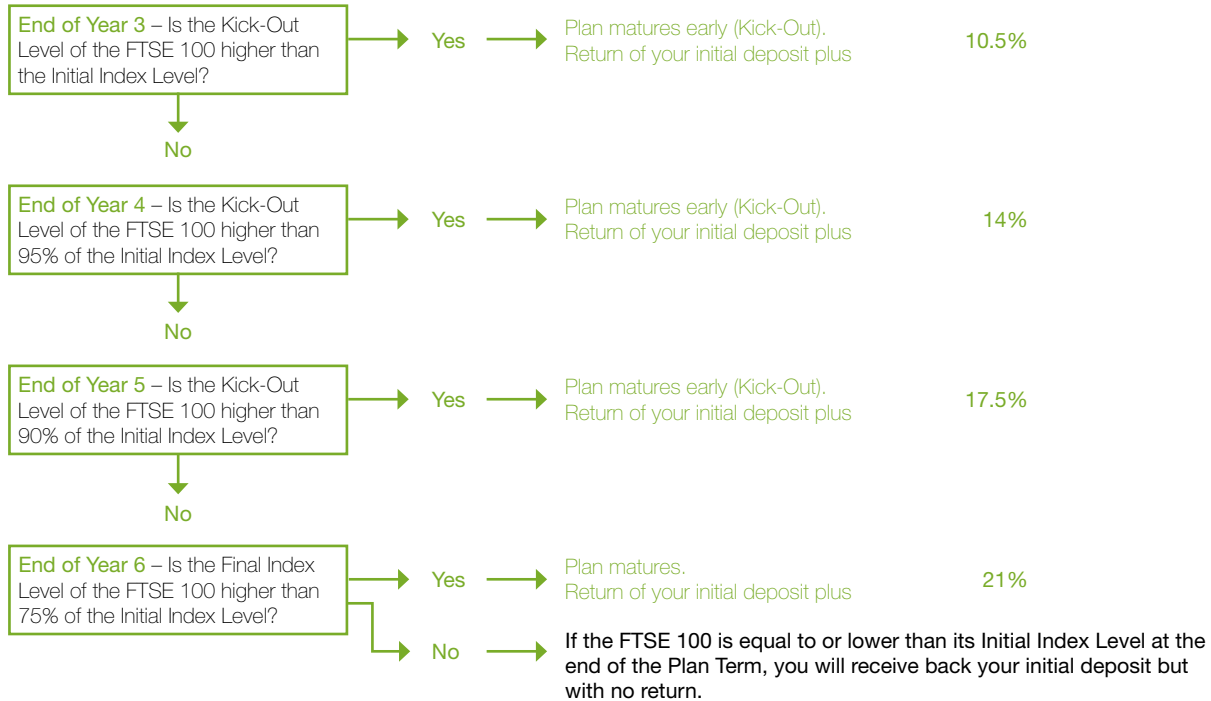 End of Year 3 – Is the Kick-Out
Level of the FTSE 100 higher than
the Initial Index Level?
Yes
Plan matures early (Kick-Out).
Return of your initial deposit plus
10.5%
No
End of Year 4 – Is the Kick-Out
Level of the FTSE 100 higher than
95% of the Initial Index Level?
Yes
Plan matures early (Kick-Out).
Return of your initial deposit plus
14%
No
End of Year 5 – Is the Kick-Out
Level of the FTSE 100 higher than
90% of the Initial Index Level?
Yes
Plan matures early (Kick-Out).
Return of your initial deposit plus
17.5%
No
End of Year 6 – Is the Final Index
Level of the FTSE 100 higher than
75% of the Initial Index Level?
Yes
Plan matures.
Return of your initial deposit plus
21%
No
If the FTSE 100 is equal to or lower than its Initial Index Level at the
end of the Plan Term, you will receive back your initial deposit but
with no return.